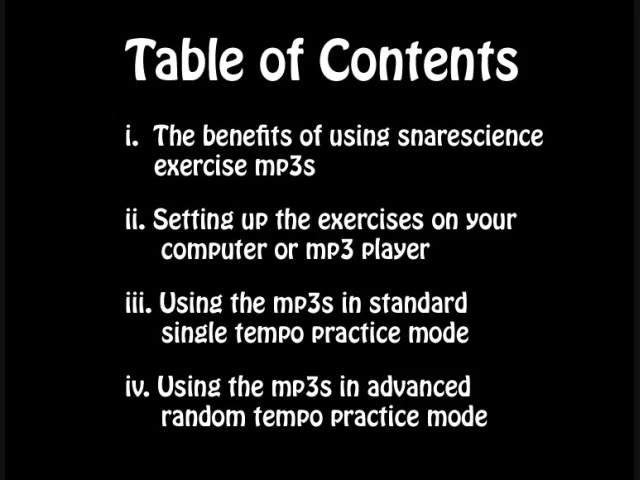 Table of Contents
i. The benefits of using snarescience
exercise mp3s
ii. Setting up the exercises on your
computer or mp3 player
iii. Using the mp3s in standard
single tempo practice mode
iv. Using the mp3s in advanced
random tempo practice mode